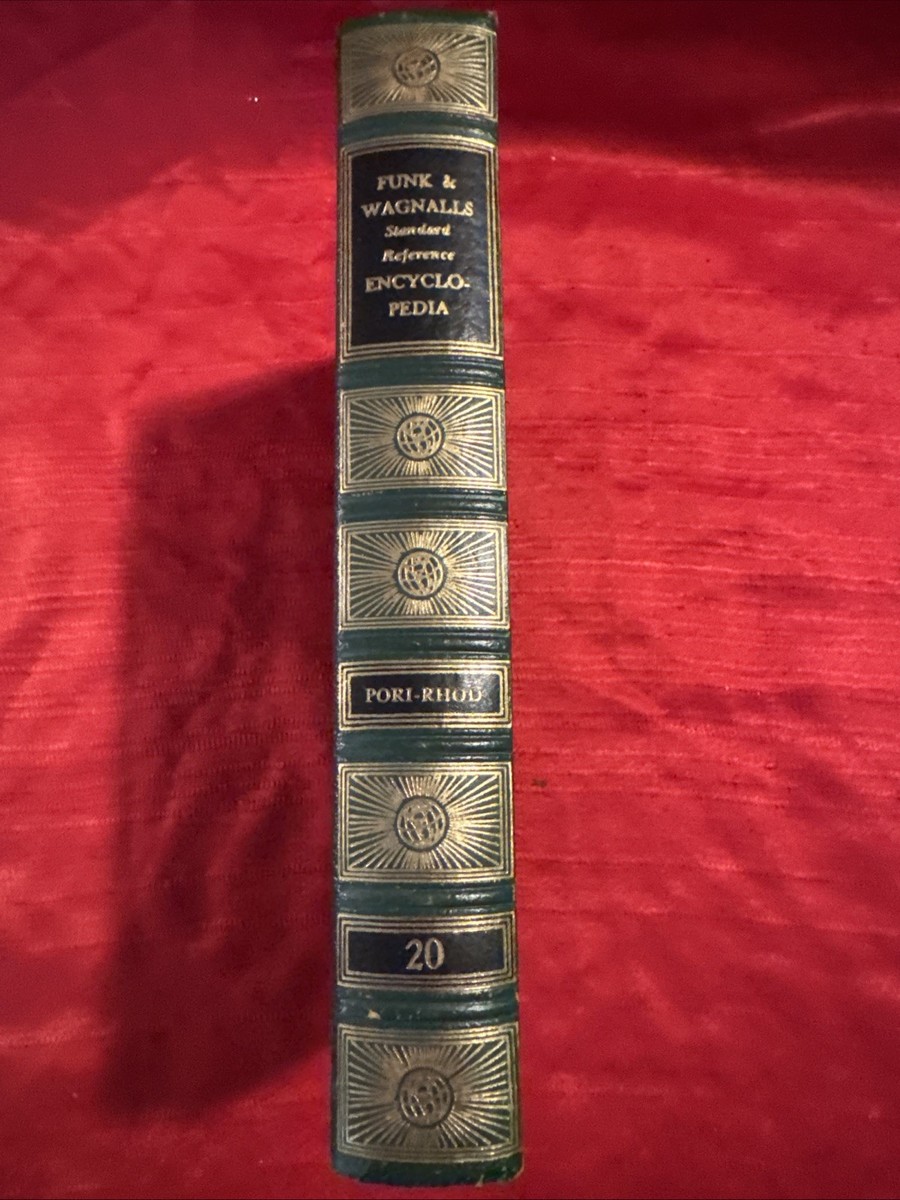 FUNK &
WAGNALLS
Standard
Reference
ENCYCLO-
PEDIA
PORI-RHOD
20